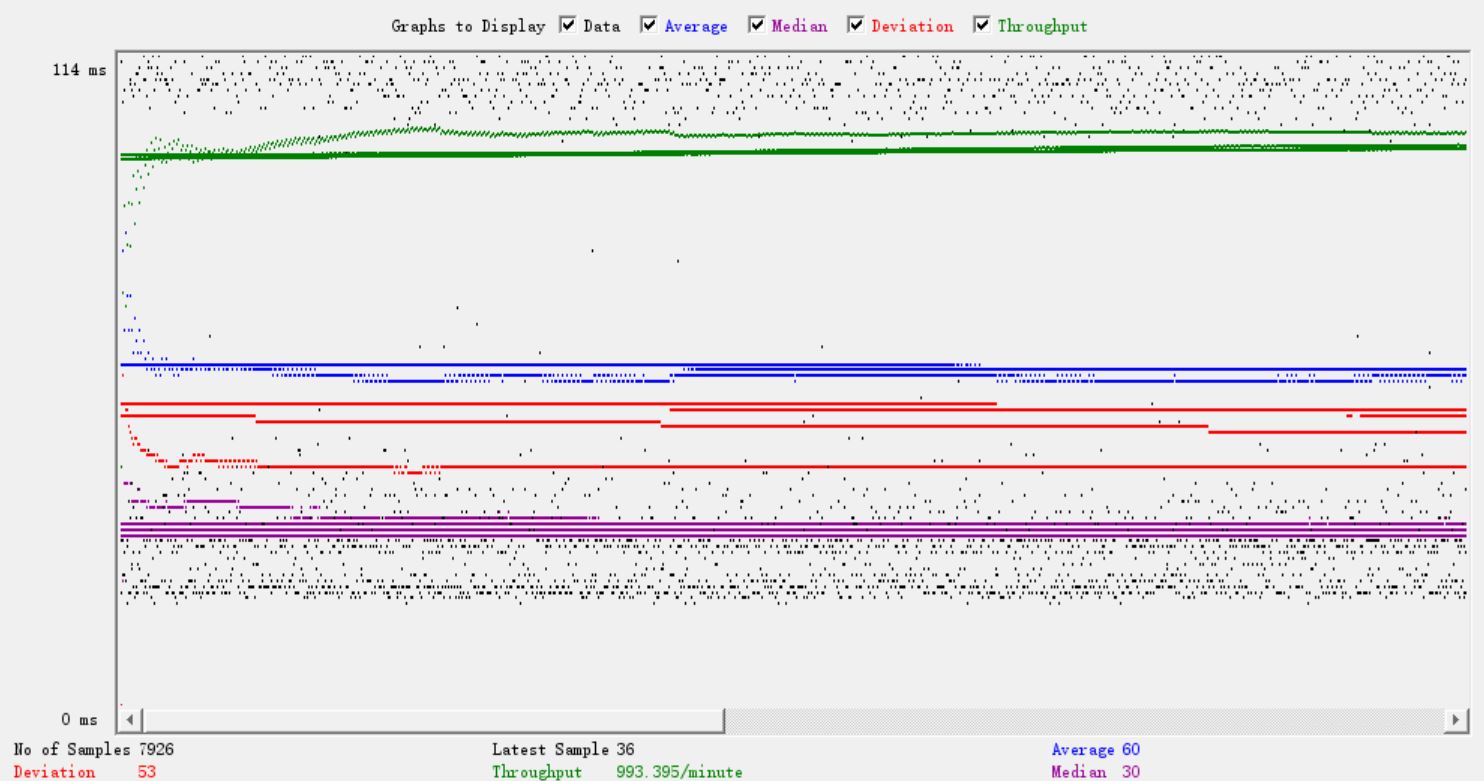 Graphs to Display Data Average Median Deviation Throughput
114 ms
0 ms
No of Samples 7926 Latest Sample 36 Average 60
Deviation 53 Throughput 993.395/minute Median 30